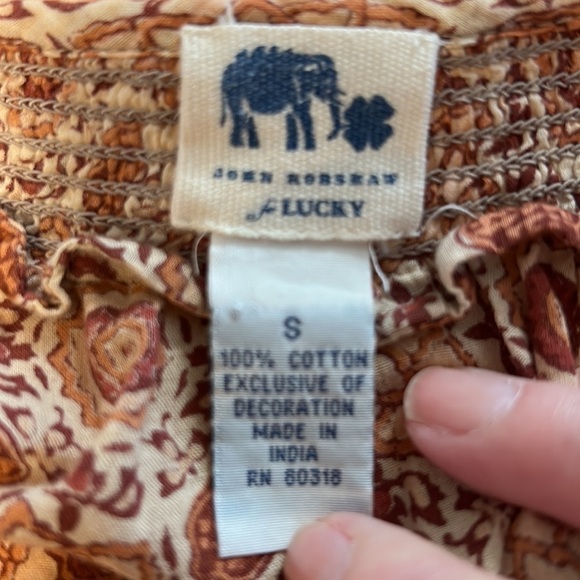 JOHN ROBSHAW
for LUCKY
S
100% COTTON
EXCLUSIVE OF
DECORATION
MADE IN
INDIA
RN 80318